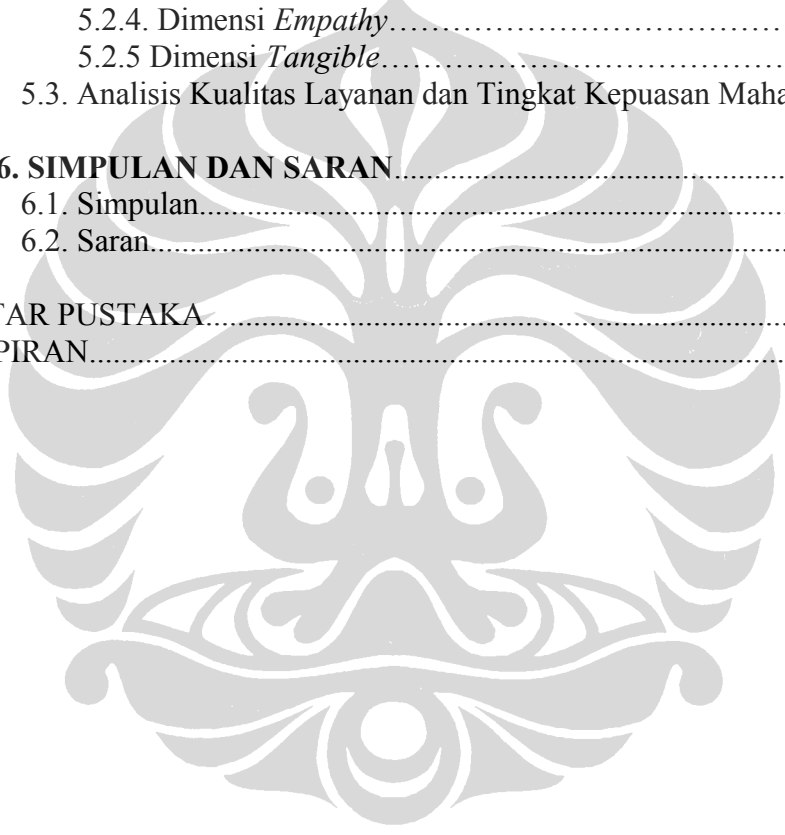 5.2.4. Dimensi Empathy……………………………………
5.2.5 Dimensi Tangible……………………………………
5.3. Analisis Kualitas Layanan dan Tingkat Kepuasan Maha
6. SIMPULAN DAN SARAN..................................................
6.1. Simpulan...........................................................................
6.2. Saran..................................................................................
TAR PUSTAKA..........................................................................
PIRAN.........................................................................................